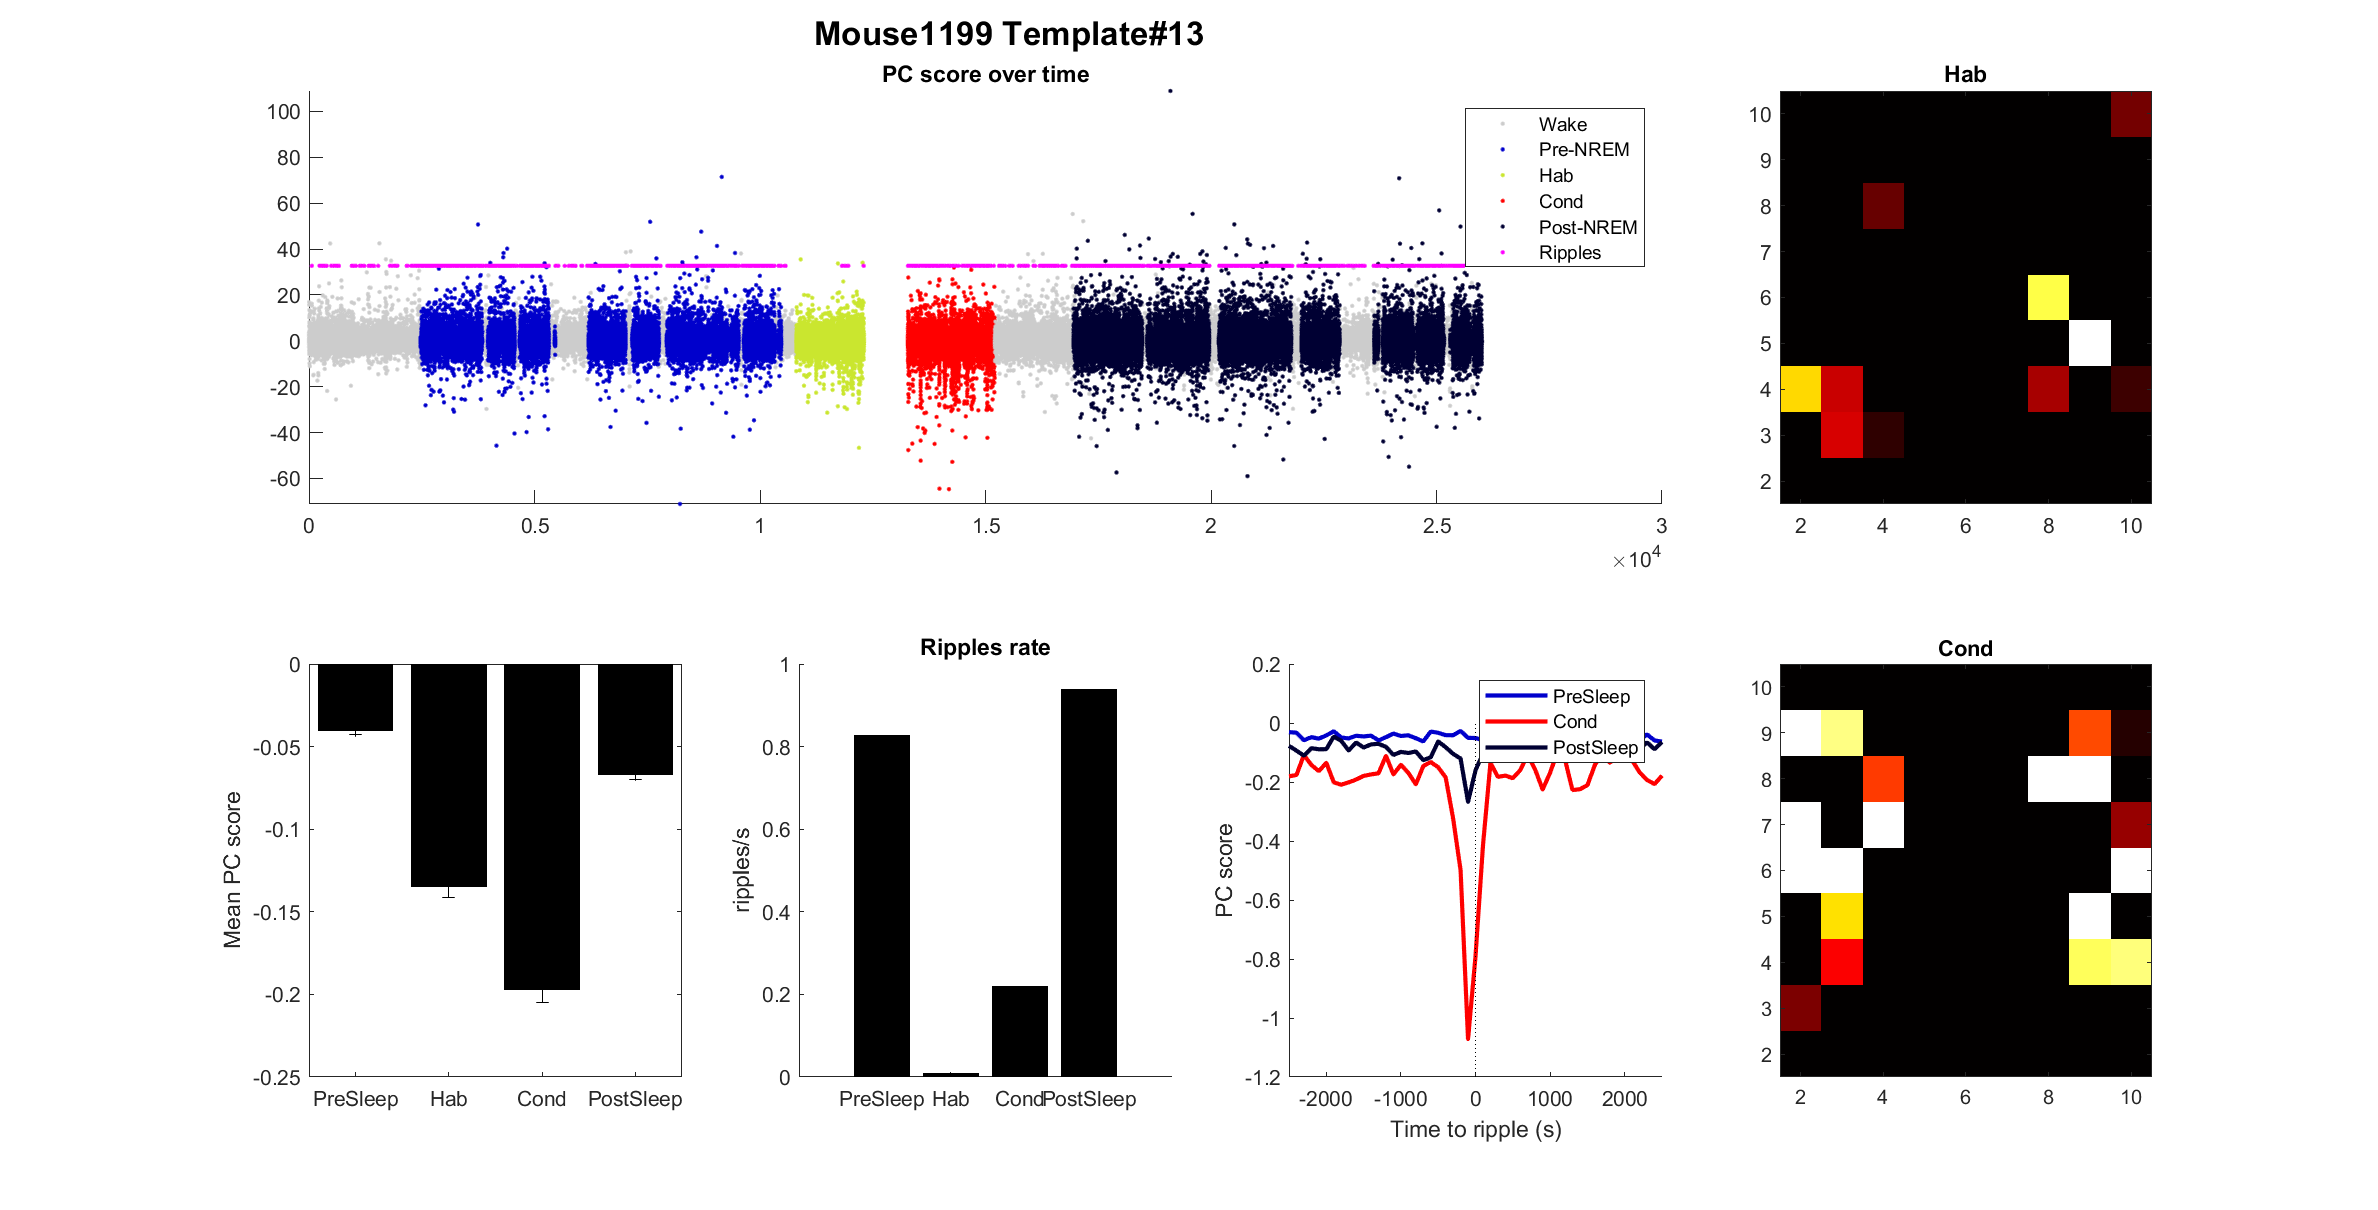 Mouse1199 Template#13
PC score over time
100
80
60
40
20
0
-20
-40
-60
0 0.5 1 1.5 2 2.5 3
×10^4
Wake
Pre-NREM
Hab
Cond
Post-NREM
Ripples
Hab
10
9
8
7
6
5
4
3
2
2 4 6 8 10
Mean PC score
0
-0.05
-0.1
-0.15
-0.2
-0.25
PreSleep Hab Cond PostSleep
Ripples rate
ripples/s
1
0.8
0.6
0.4
0.2
0
PreSleep Hab Cond PostSleep
PC score
0.2
0
-0.2
-0.4
-0.6
-0.8
-1
-1.2
-2000 -1000 0 1000 2000
Time to ripple (s)
PreSleep
Cond
PostSleep
Cond
10
9
8
7
6
5
4
3
2
2 4 6 8 10